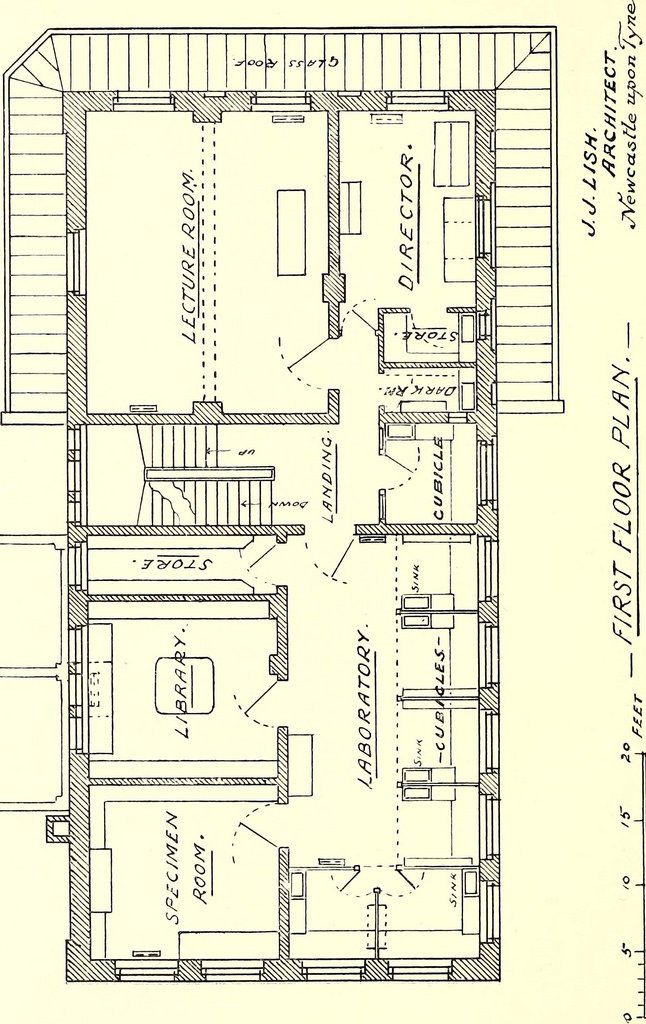 GLASS ROOF.
LECTURE ROOM.
DIRECTOR.
STORE.
DARK RM.
UP
DOWN
LANDING.
CUBICLE
STORE.
LIBRARY.
LABORATORY.
SINK
—CUBICLES—
SINK
SPECIMEN
ROOM.
SINK
J. J. LISH.
ARCHITECT.
Newcastle upon Tyne
— FIRST FLOOR PLAN. —
0 5 10 15 20 FEET